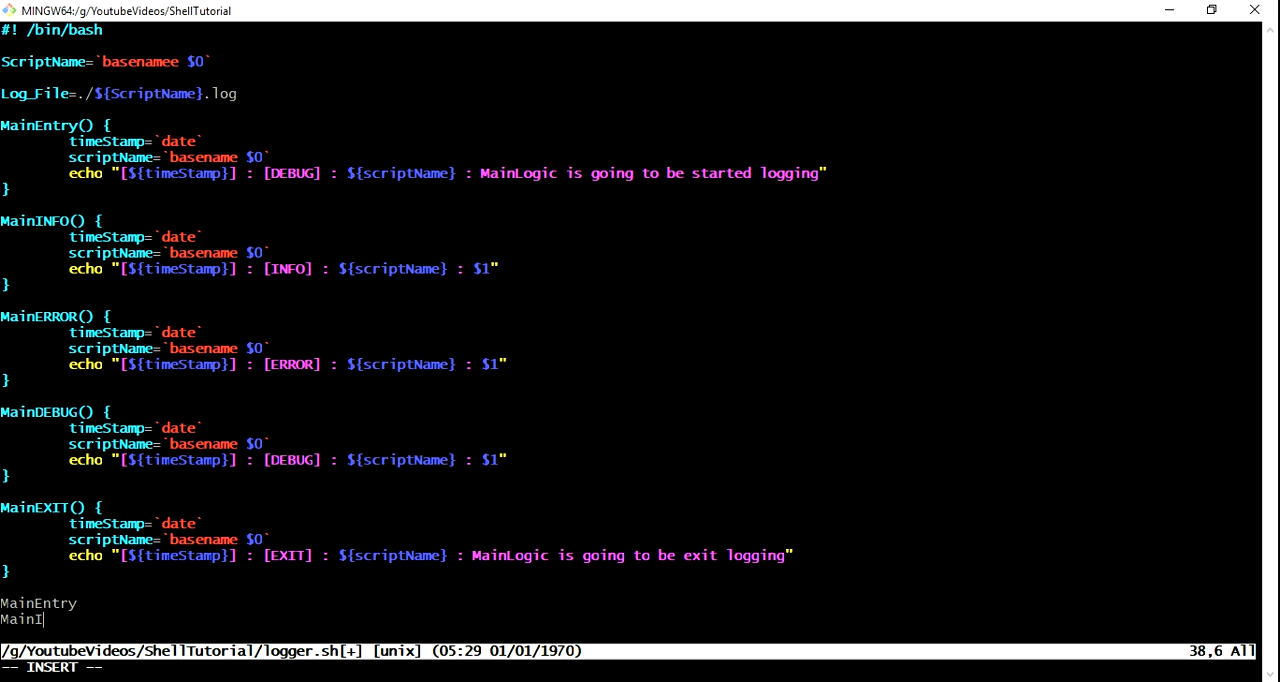 MINGW64:/g/YoutubeVideos/ShellTutorial
#! /bin/bash
ScriptName=`basenamee $0`
Log_File=./${ScriptName}.log
MainEntry() {
timeStamp=`date`
scriptName=`basename $0`
echo "[${timeStamp}] : [DEBUG] : ${scriptName} : MainLogic is going to be started logging"
}
MainINFO() {
timeStamp=`date`
scriptName=`basename $0`
echo "[${timeStamp}] : [INFO] : ${scriptName} : $1"
}
MainERROR() {
timeStamp=`date`
scriptName=`basename $0`
echo "[${timeStamp}] : [ERROR] : ${scriptName} : $1"
}
MainDEBUG() {
timeStamp=`date`
scriptName=`basename $0`
echo "[${timeStamp}] : [DEBUG] : ${scriptName} : $1"
}
MainEXIT() {
timeStamp=`date`
scriptName=`basename $0`
echo "[${timeStamp}] : [EXIT] : ${scriptName} : MainLogic is going to be exit logging"
}
MainEntry
MainI
/g/YoutubeVideos/ShellTutorial/logger.sh[+] [unix] (05:29 01/01/1970) 38,6 All
-- INSERT --